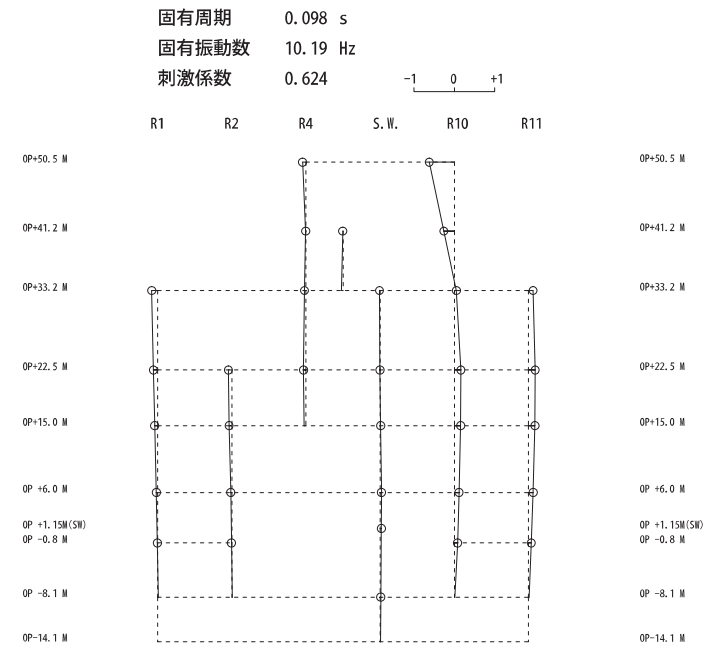 固有周期 0.098 s
固有振動数 10.19 Hz
刺激係数 0.624
-1 0 +1
R1 R2 R4 S.W. R10 R11
OP+50.5 M OP+50.5 M
OP+41.2 M OP+41.2 M
OP+33.2 M OP+33.2 M
OP+22.5 M OP+22.5 M
OP+15.0 M OP+15.0 M
OP +6.0 M OP +6.0 M
OP +1.15M(SW) OP +1.15M(SW)
OP -0.8 M OP -0.8 M
OP -8.1 M OP -8.1 M
OP-14.1 M OP-14.1 M